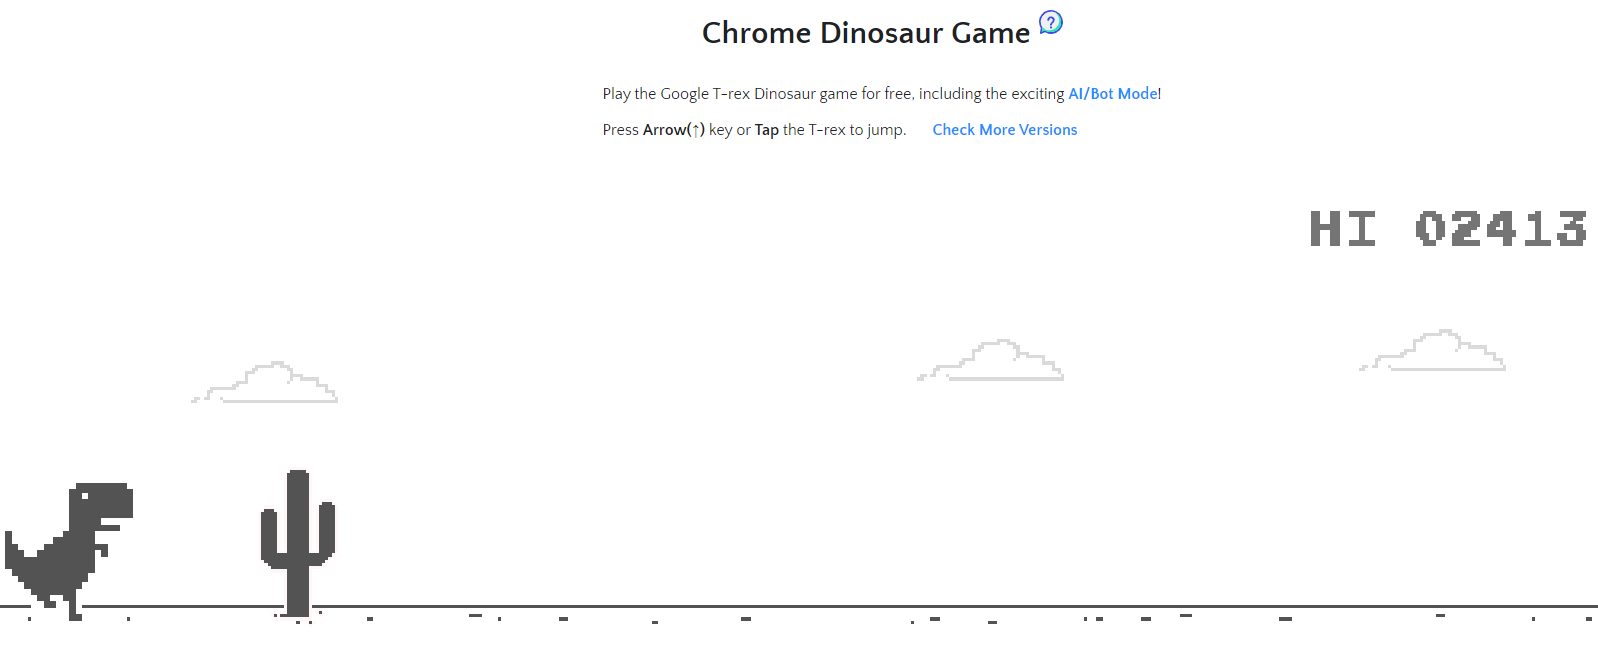 Chrome Dinosaur Game ?
Play the Google T-rex Dinosaur game for free, including the exciting AI/Bot Mode!
Press Arrow(↑) key or Tap the T-rex to jump. Check More Versions
HI 02413